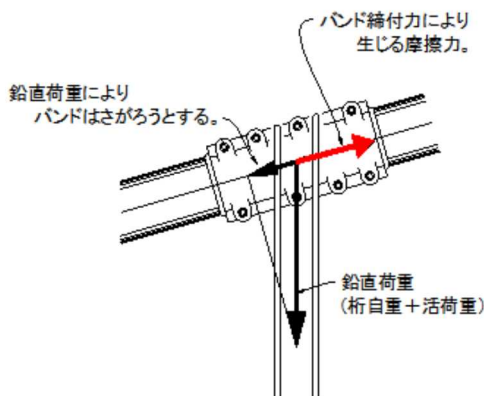 バンド締付力により
生じる摩擦力。
鉛直荷重により
バンドはさがろうとする。
鉛直荷重
(桁自重＋活荷重)